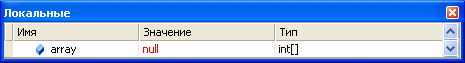 Локальные
Имя Значение Тип
array null int[]